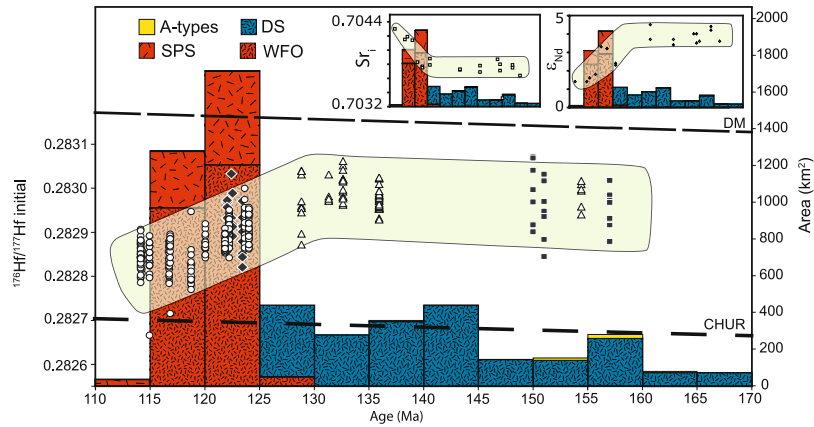 A-types DS
SPS WFO
0.7044
Sr i
0.7032
5
εNd
0
2000
1800
1600
1400
1200
1000
800
600
400
200
0
Area (km²)
DM
CHUR
0.2831
0.2830
0.2829
0.2828
0.2827
0.2826
¹⁷⁶Hf/¹⁷⁷Hf initial
110 115 120 125 130 135 140 145 150 155 160 165 170
Age (Ma)